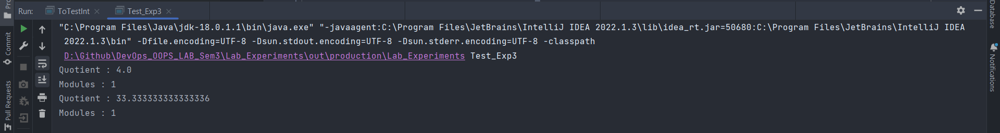 Run: ToTestInt Test_Exp3
"C:\Program Files\Java\jdk-18.0.1.1\bin\java.exe" "-javaagent:C:\Program Files\JetBrains\IntelliJ IDEA 2022.1.3\lib\idea_rt.jar=50680:C:\Program Files\JetBrains\IntelliJ IDEA
2022.1.3\bin" -Dfile.encoding=UTF-8 -Dsun.stdout.encoding=UTF-8 -Dsun.stderr.encoding=UTF-8 -classpath
D:\Github\DevOps_OOPS_LAB_Sem3\Lab_Experiments\out\production\Lab_Experiments Test_Exp3
Quotient : 4.0
Modules : 1
Quotient : 33.333333333333336
Modules : 1
Commit
Pull Requests
Database
Notifications